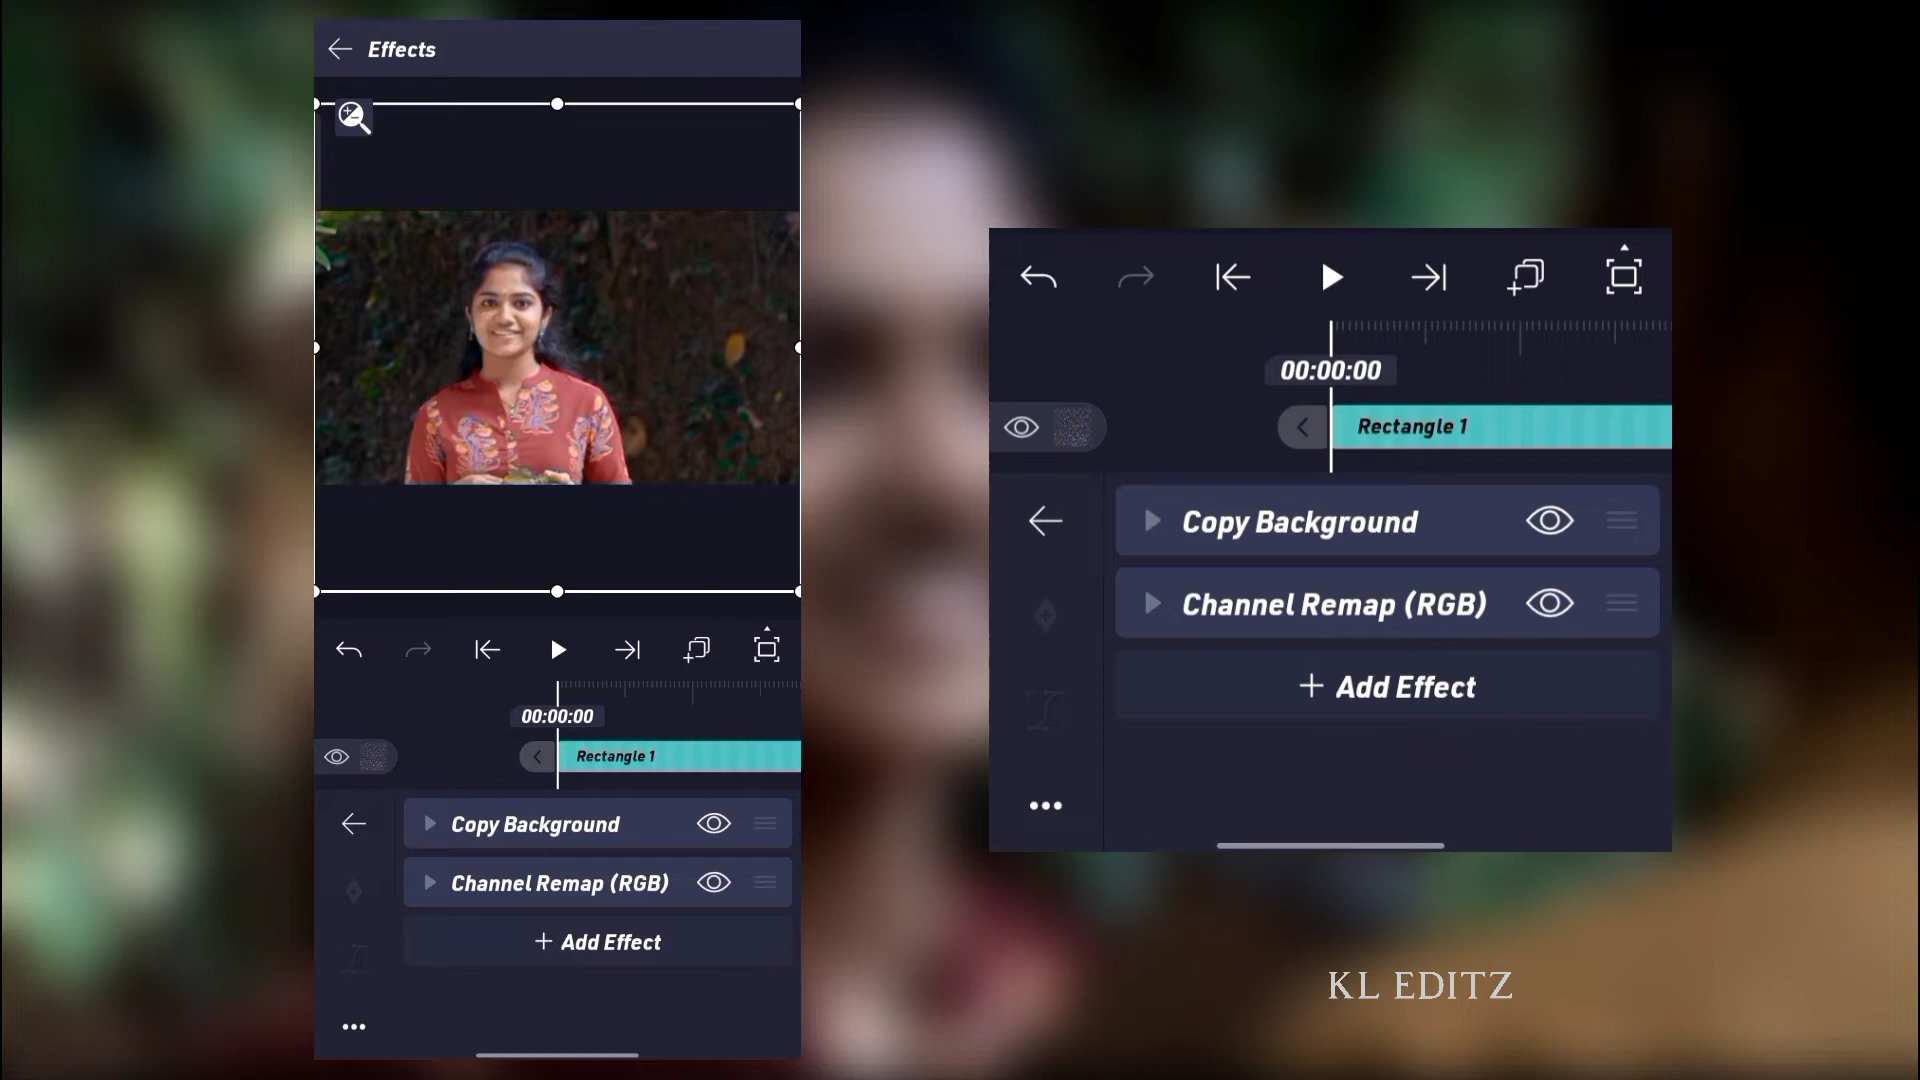 Effects
00:00:00
Rectangle 1
Copy Background
Channel Remap (RGB)
+ Add Effect
00:00:00
Rectangle 1
Copy Background
Channel Remap (RGB)
+ Add Effect
KL EDITZ